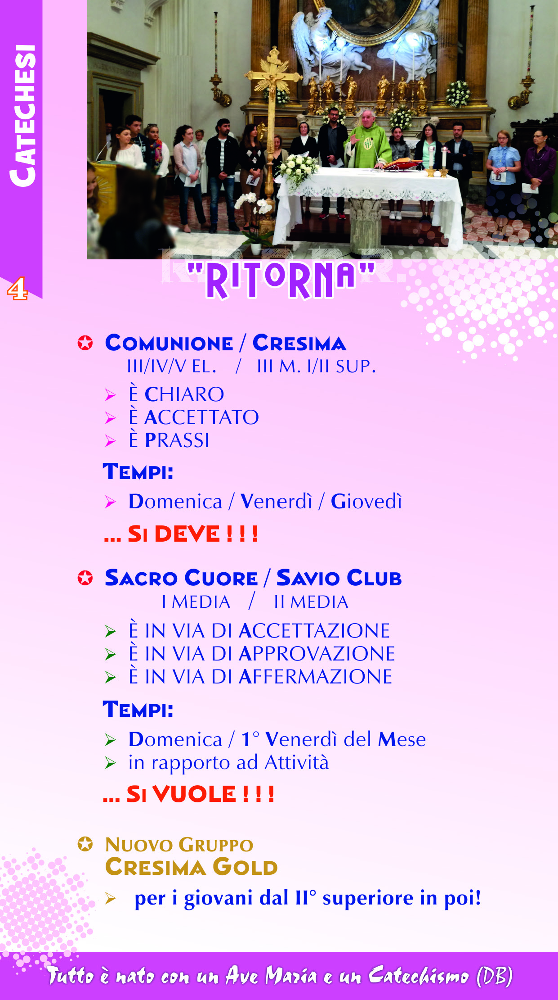 CATECHESI
4
R.R.R.R.R.
"RITORNA"
COMUNIONE / CRESIMA
III/IV/V EL. / III M. I/II SUP.
È CHIARO
È ACCETTATO
È PRASSI
TEMPI:
Domenica / Venerdì / Giovedì
... SI DEVE ! ! !
SACRO CUORE / SAVIO CLUB
I MEDIA / II MEDIA
È IN VIA DI ACCETTAZIONE
È IN VIA DI APPROVAZIONE
È IN VIA DI AFFERMAZIONE
TEMPI:
Domenica / 1° Venerdì del Mese
in rapporto ad Attività
... SI VUOLE ! ! !
NUOVO GRUPPO
CRESIMA GOLD
per i giovani dal II° superiore in poi!
Tutto è nato con un Ave Maria e un Catechismo (DB)